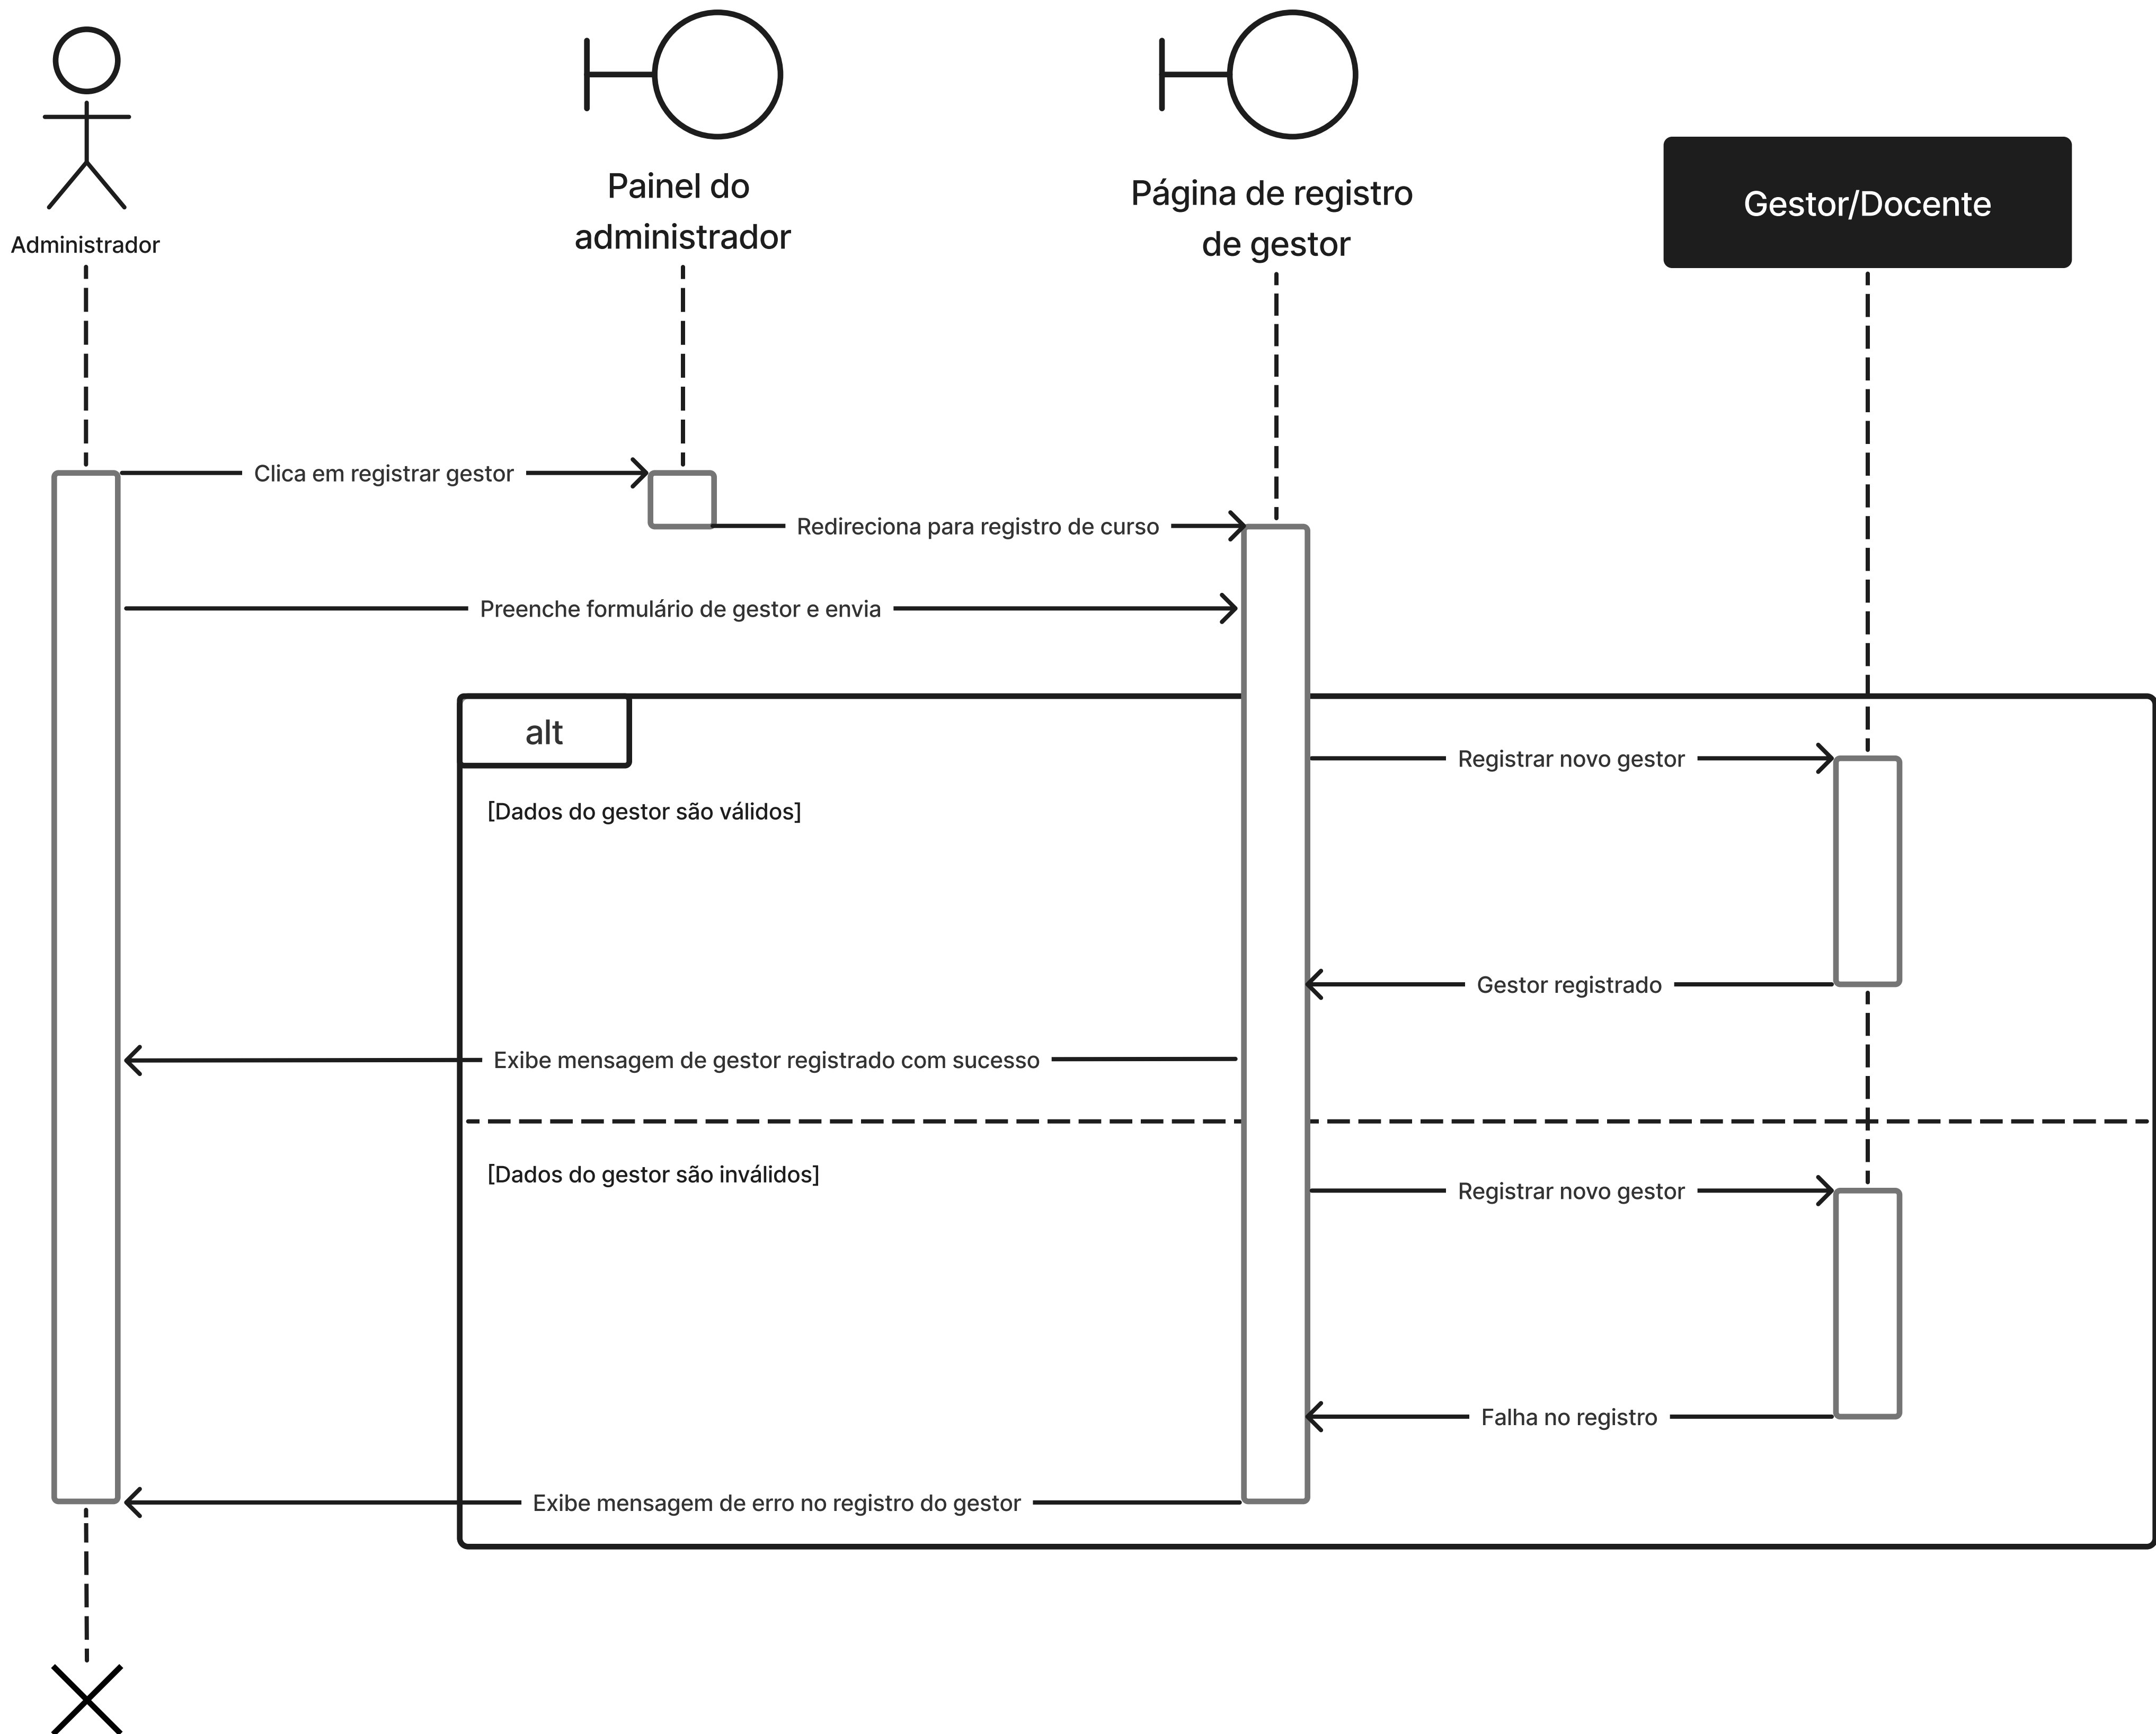 Administrador
Painel do
administrador
Página de registro
de gestor
Gestor/Docente
Clica em registrar gestor
Redireciona para registro de curso
Preenche formulário de gestor e envia
alt
Registrar novo gestor
[Dados do gestor são válidos]
Gestor registrado
Exibe mensagem de gestor registrado com sucesso
[Dados do gestor são inválidos]
Registrar novo gestor
Falha no registro
Exibe mensagem de erro no registro do gestor